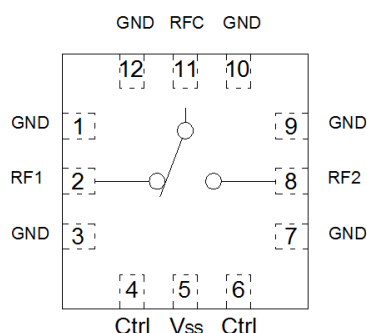 GND RFC GND
12 11 10
GND 1 9 GND
RF1 2 8 RF2
GND 3 7 GND
4 5 6
Ctrl Vss Ctrl